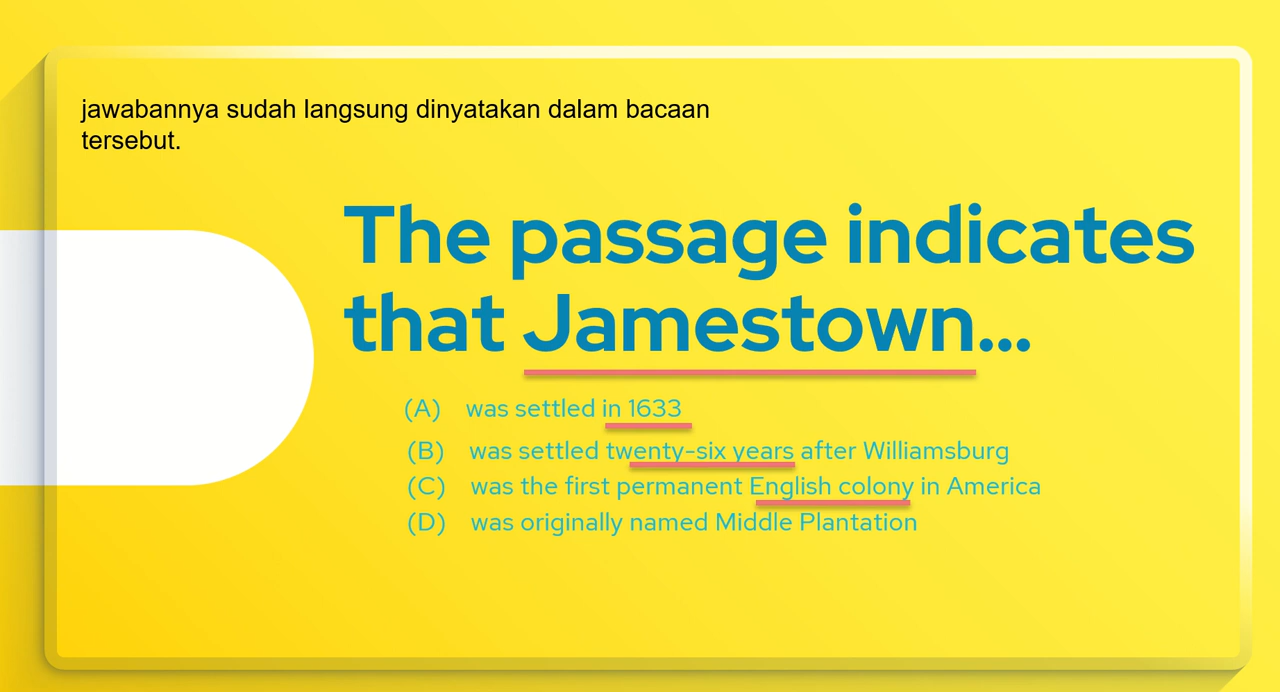 jawabannya sudah langsung dinyatakan dalam bacaan
tersebut.
The passage indicates
that Jamestown...
(A) was settled in 1633
(B) was settled twenty-six years after Williamsburg
(C) was the first permanent English colony in America
(D) was originally named Middle Plantation